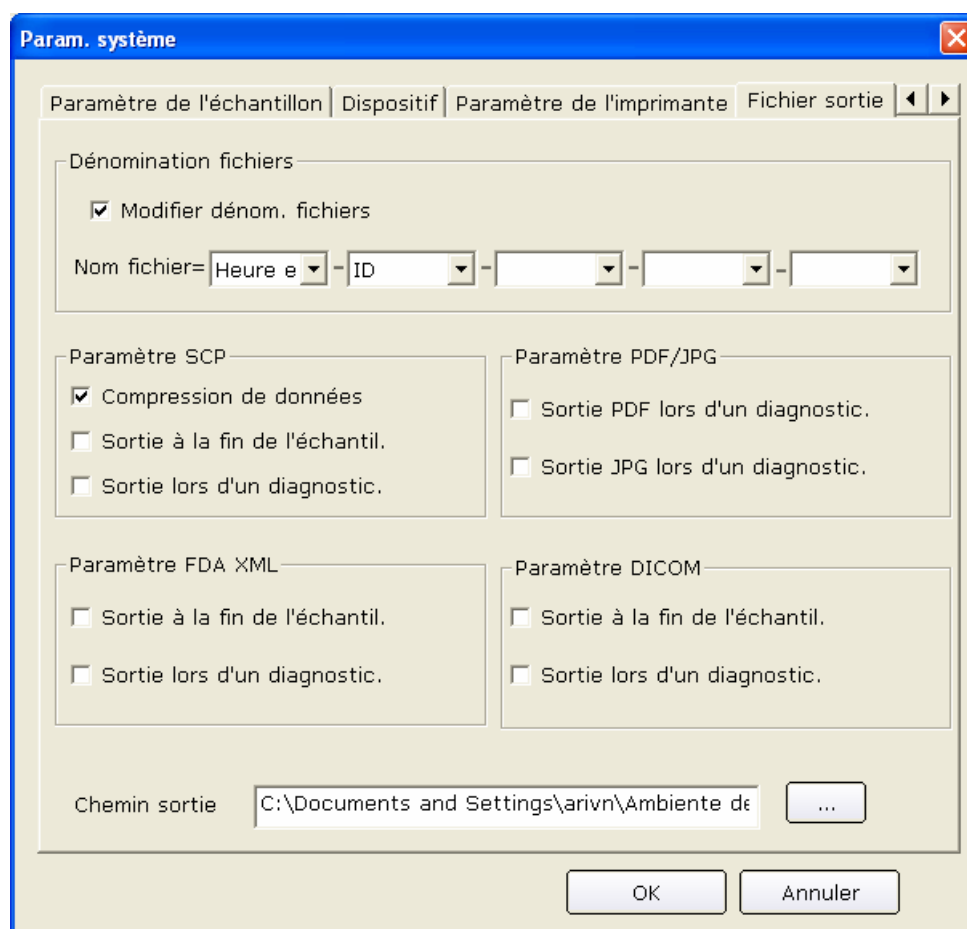 Param. système
Paramètre de l'échantillon Dispositif Paramètre de l'imprimante Fichier sortie
Dénomination fichiers
Modifier dénom. fichiers
Nom fichier= Heure e - ID - - -
Paramètre SCP
Compression de données
Sortie à la fin de l'échantil.
Sortie lors d'un diagnostic.
Paramètre PDF/JPG
Sortie PDF lors d'un diagnostic.
Sortie JPG lors d'un diagnostic.
Paramètre FDA XML
Sortie à la fin de l'échantil.
Sortie lors d'un diagnostic.
Paramètre DICOM
Sortie à la fin de l'échantil.
Sortie lors d'un diagnostic.
Chemin sortie C:\Documents and Settings\arivn\Ambiente de ...
OK Annuler